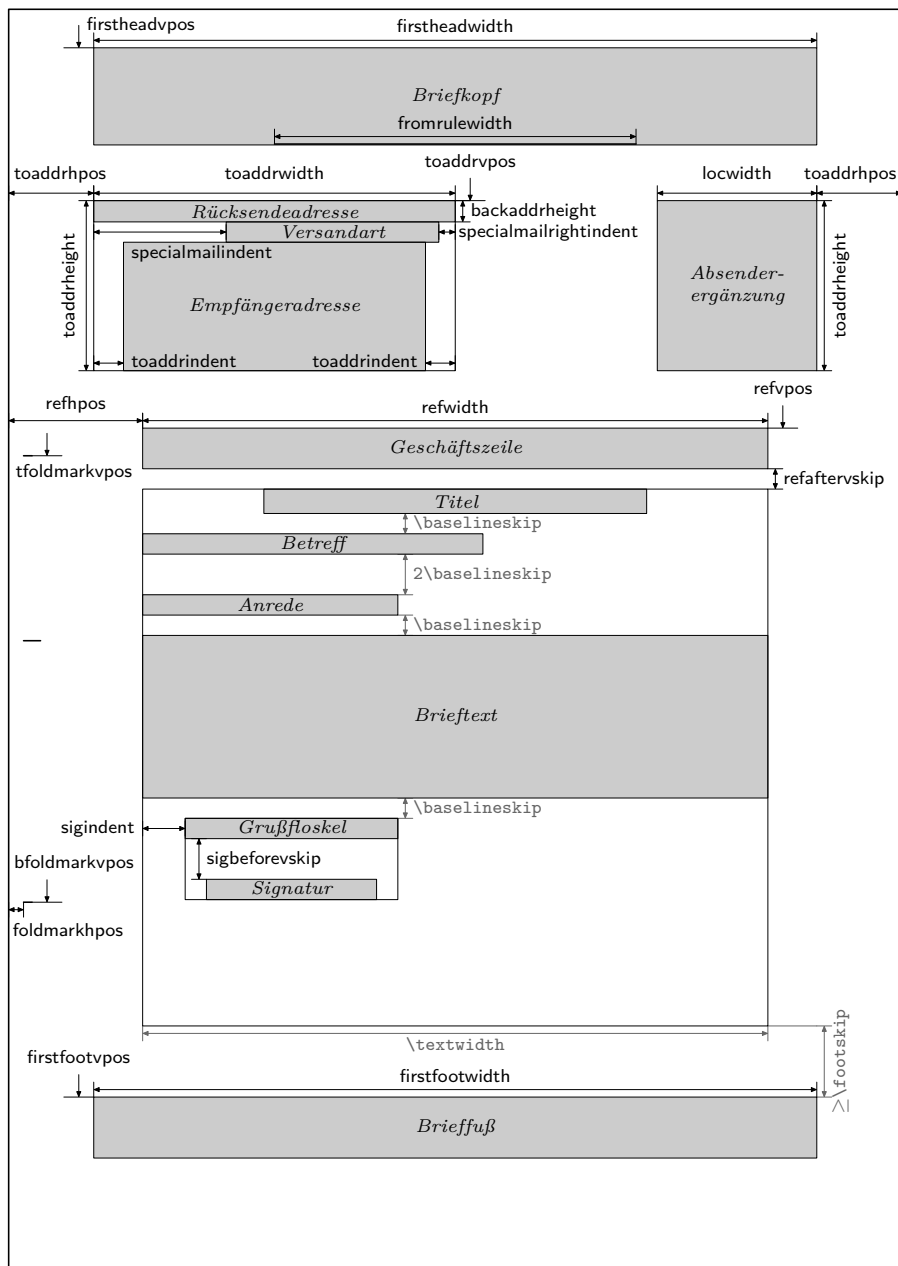 firstheadvpos
firstheadwidth
Briefkopf
fromrulewidth
toaddrvpos
toaddrhpos
toaddrwidth
locwidth
toaddrhpos
Rücksendeadresse
backaddrheight
Versandart
specialmailrightindent
specialmailindent
toaddrheight
Empfängeradresse
Absender-
ergänzung
toaddrheight
toaddrindent
toaddrindent
refvpos
refhpos
refwidth
Geschäftszeile
tfoldmarkvpos
refaftervskip
Titel
\baselineskip
Betreff
2\baselineskip
Anrede
\baselineskip
Brieftext
\baselineskip
sigindent
Grußfloskel
bfoldmarkvpos
sigbeforevskip
Signatur
foldmarkhpos
\textwidth
≥\footskip
firstfootvpos
firstfootwidth
Brieffuß